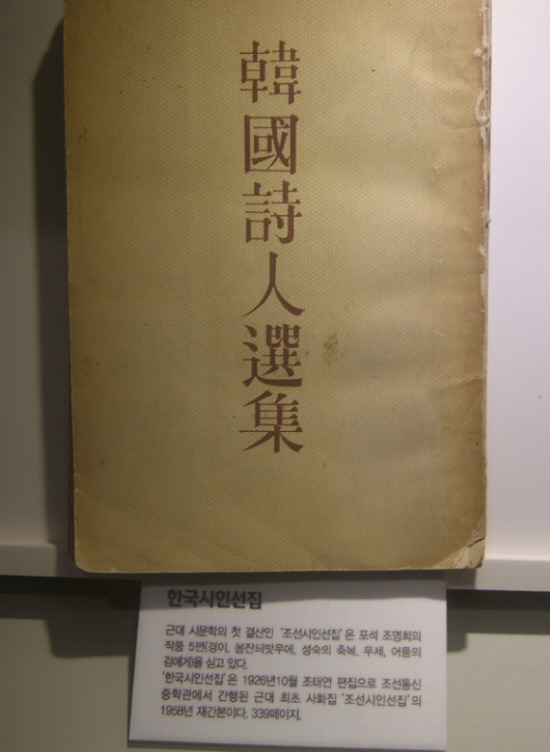 韓國詩人選集
한국시인선집
근대 시문학의 첫 결산인 '조선시인선집'은 포석 조명희의
작품 5편(경이, 봄잔듸밧우에, 성숙의 축복, 무제, 어둠의
검에게)을 싣고 있다.
'한국시인선집'은 1926년10월 조태연 편집으로 조선통신
중학관에서 간행된 근대 최초 사화집 '조선시인선집'의
1958년 재간본이다. 339페이지.